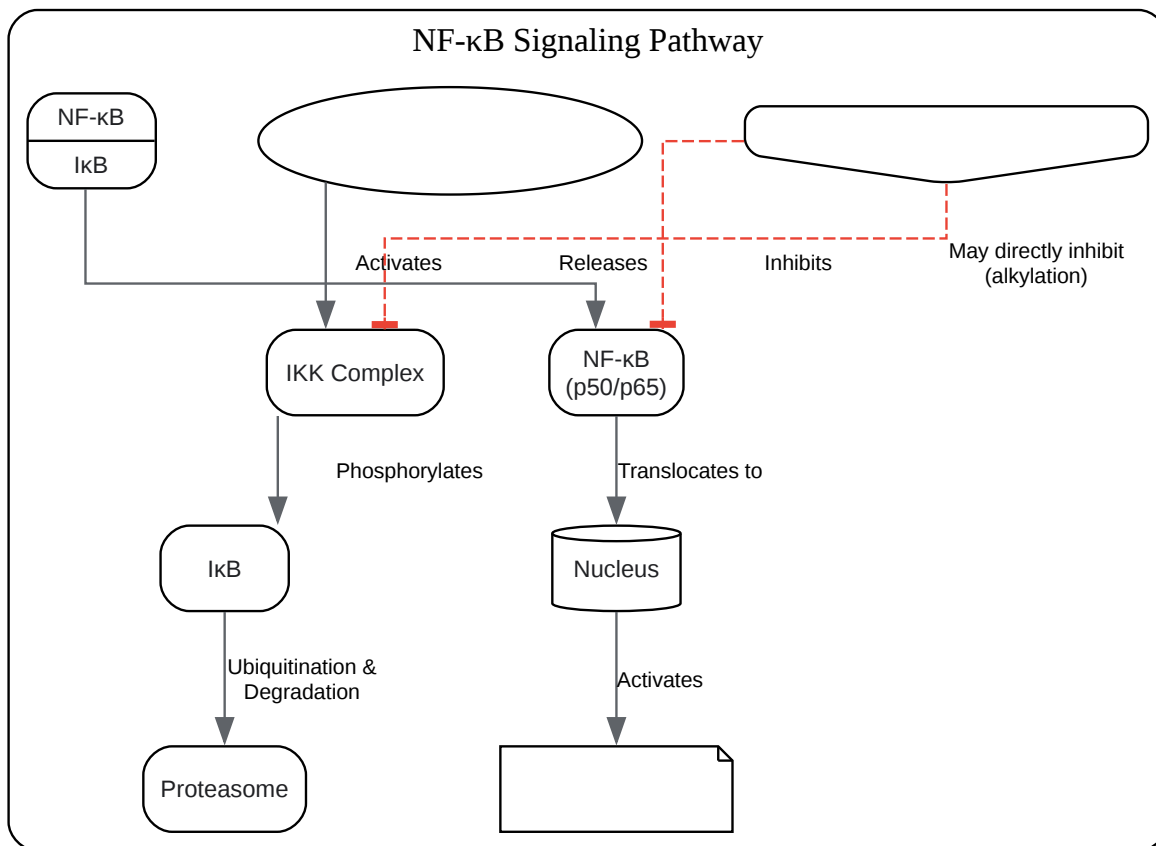 NF-κB Signaling Pathway
NF-κB
IκB
Activates
Releases
Inhibits
May directly inhibit
(alkylation)
IKK Complex
NF-κB
(p50/p65)
Phosphorylates
Translocates to
IκB
Nucleus
Ubiquitination &
Degradation
Activates
Proteasome